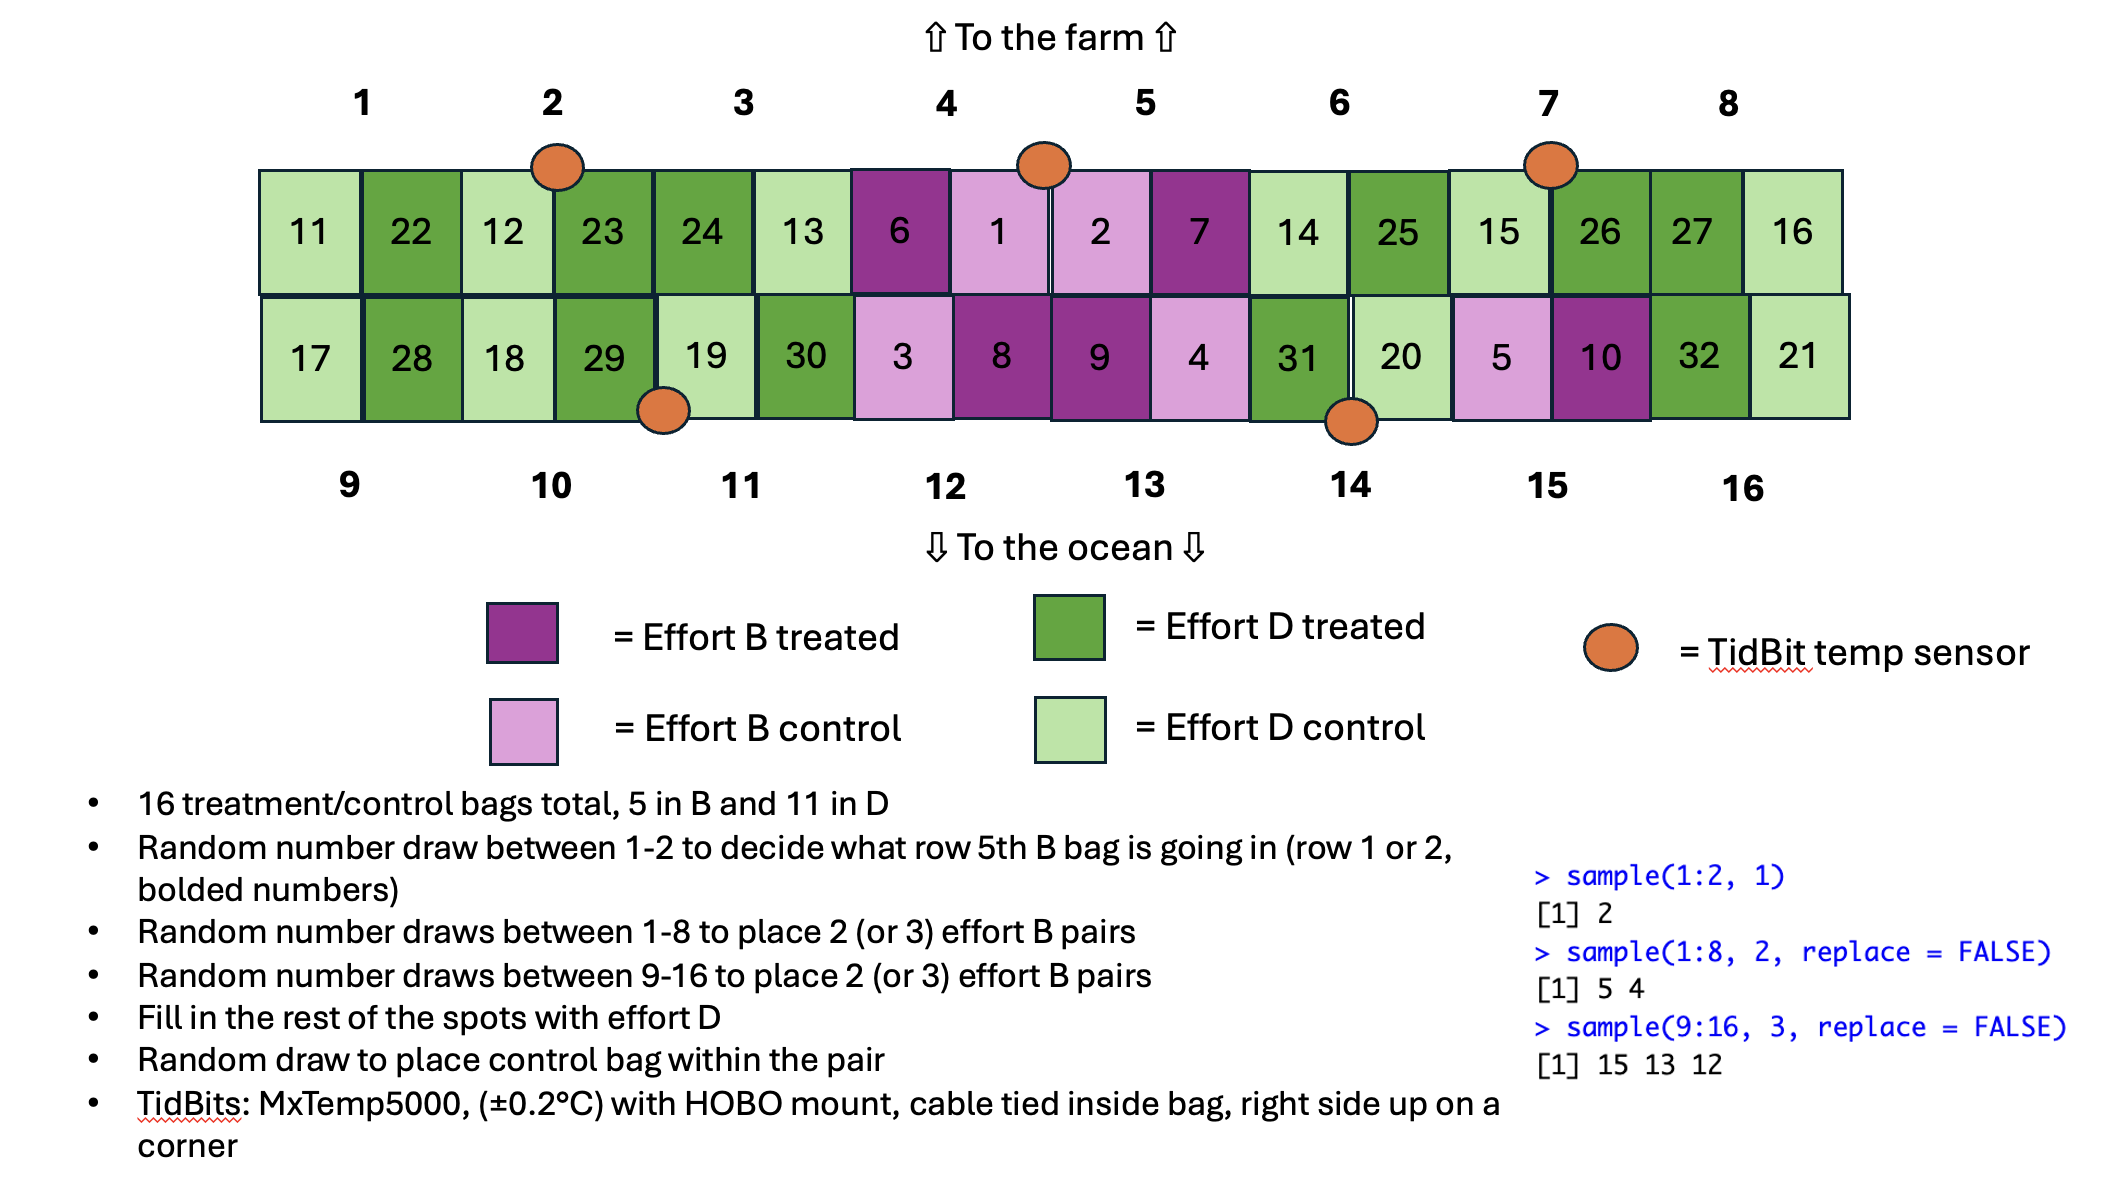 ⇧ To the farm ⇧
1 2 3 4 5 6 7 8
11 22 12 23 24 13 6 1 2 7 14 25 15 26 27 16
17 28 18 29 19 30 3 8 9 4 31 20 5 10 32 21
9 10 11 12 13 14 15 16
⇩ To the ocean ⇩
= Effort B treated
= Effort D treated
= TidBit temp sensor
= Effort B control
= Effort D control
• 16 treatment/control bags total, 5 in B and 11 in D
• Random number draw between 1-2 to decide what row 5th B bag is going in (row 1 or 2,
bolded numbers)
• Random number draws between 1-8 to place 2 (or 3) effort B pairs
• Random number draws between 9-16 to place 2 (or 3) effort B pairs
• Fill in the rest of the spots with effort D
• Random draw to place control bag within the pair
• TidBits: MxTemp5000, (±0.2°C) with HOBO mount, cable tied inside bag, right side up on a
corner
> sample(1:2, 1)
[1] 2
> sample(1:8, 2, replace = FALSE)
[1] 5 4
> sample(9:16, 3, replace = FALSE)
[1] 15 13 12